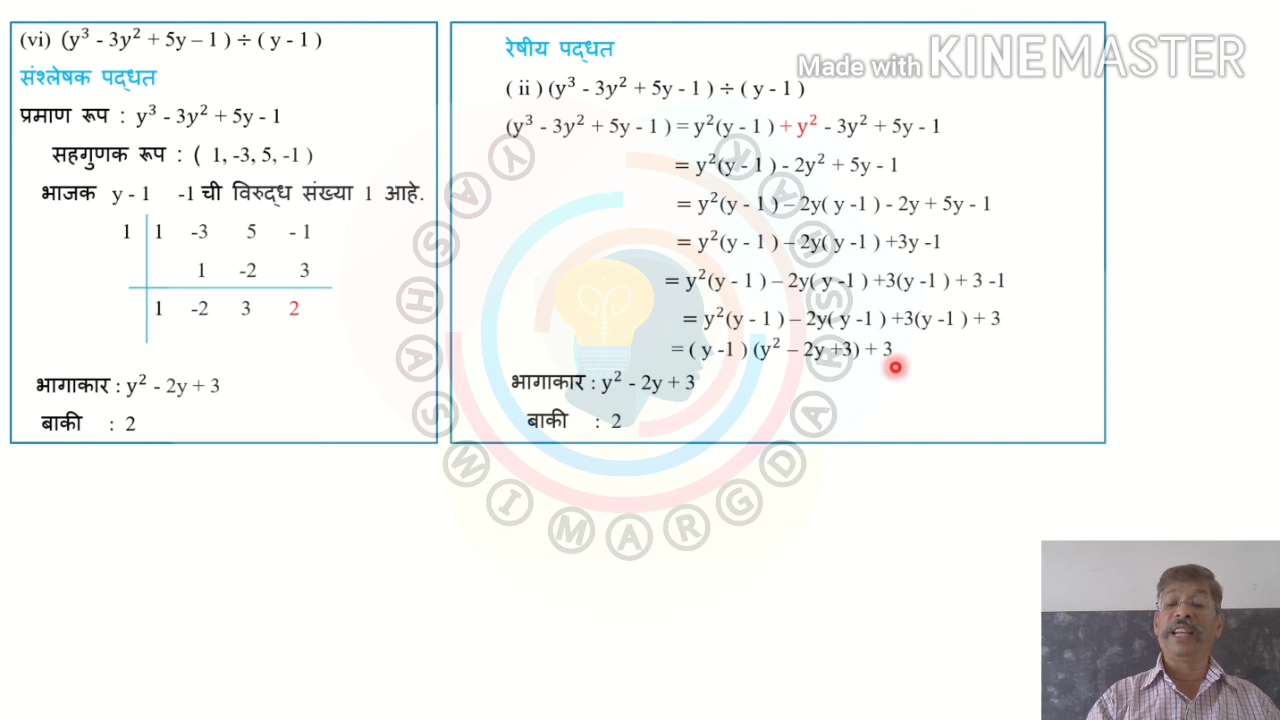 (vi) (y³ - 3y² + 5y – 1 ) ÷ ( y - 1 )
संश्लेषक पद्धत
प्रमाण रूप : y³ - 3y² + 5y - 1
सहगुणक रूप : ( 1, -3, 5, -1 )
भाजक y - 1 -1 ची विरुद्ध संख्या 1 आहे.
1 1 -3 5 - 1
1 -2 3
1 -2 3 2
भागाकार : y² - 2y + 3
बाकी : 2
रेषीय पद्धत
( ii ) (y³ - 3y² + 5y - 1 ) ÷ ( y - 1 )
(y³ - 3y² + 5y - 1 ) = y²(y - 1 ) + y² - 3y² + 5y - 1
= y²(y - 1 ) - 2y² + 5y - 1
= y²(y - 1 ) – 2y( y -1 ) - 2y + 5y - 1
= y²(y - 1 ) – 2y( y -1 ) +3y -1
= y²(y - 1 ) – 2y( y -1 ) +3(y -1 ) + 3 -1
= y²(y - 1 ) – 2y( y -1 ) +3(y -1 ) + 3
= ( y -1 ) (y² – 2y +3) + 3
भागाकार : y² - 2y + 3
बाकी : 2
Made with KINEMASTER
YASHASWI MARGDARSHAK